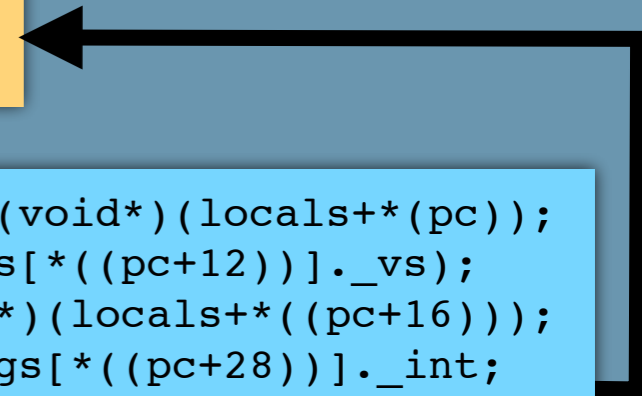 (void*)(locals+*(pc));
s[*((pc+12))]._vs);
*)(locals+*((pc+16)));
gs[*((pc+28))]._int;